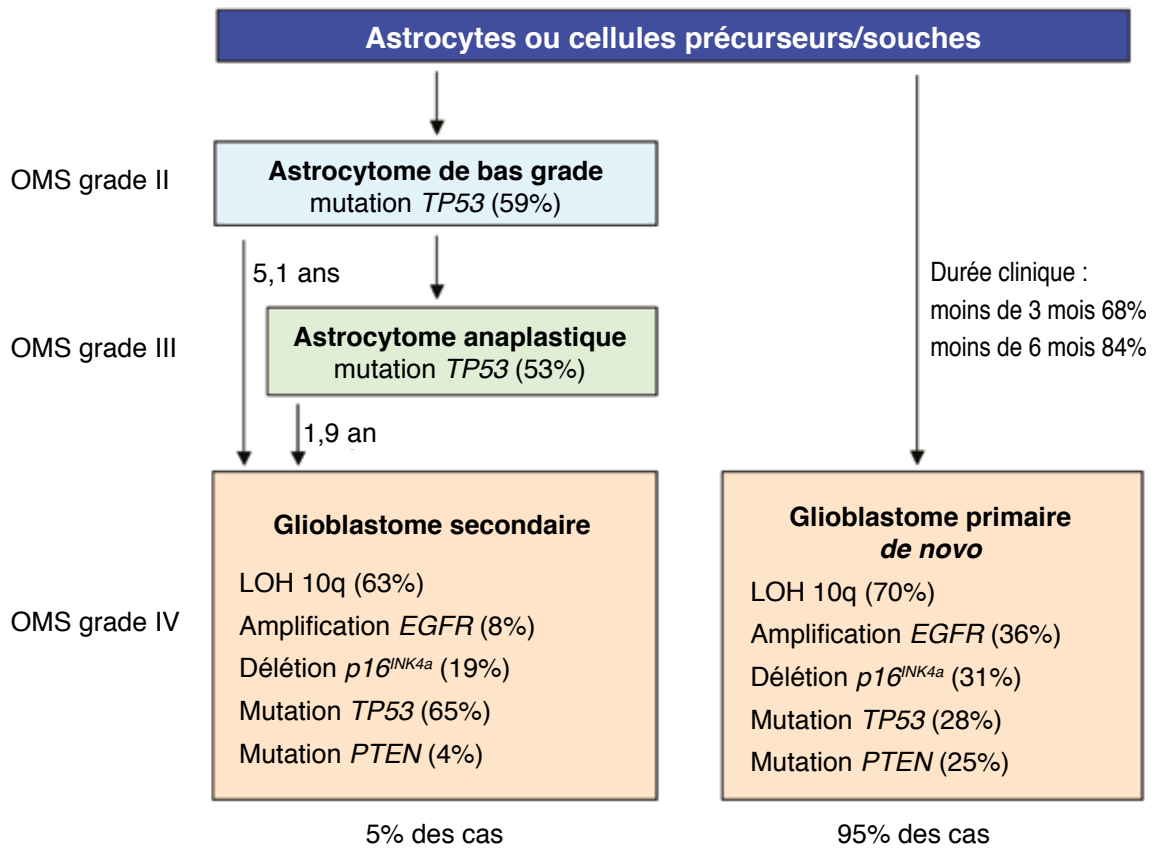 Astrocytes ou cellules précurseurs/souches
OMS grade II
Astrocytome de bas grade
mutation TP53 (59%)
5,1 ans
Durée clinique :
moins de 3 mois 68%
moins de 6 mois 84%
OMS grade III
Astrocytome anaplastique
mutation TP53 (53%)
1,9 an
OMS grade IV
Glioblastome secondaire
LOH 10q (63%)
Amplification EGFR (8%)
Délétion p16INK4a (19%)
Mutation TP53 (65%)
Mutation PTEN (4%)
5% des cas
Glioblastome primaire
de novo
LOH 10q (70%)
Amplification EGFR (36%)
Délétion p16INK4a (31%)
Mutation TP53 (28%)
Mutation PTEN (25%)
95% des cas